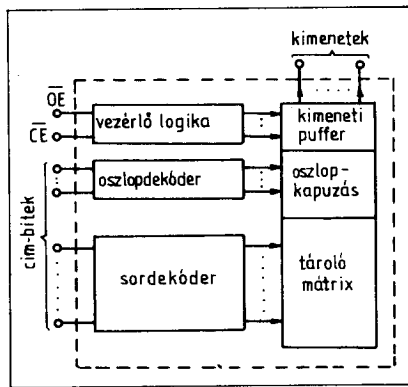 kimenetek
OE
CE
vezérlő logika
kimeneti
puffer
oszlopdekóder
oszlop-
kapuzás
cím-bitek
sordekóder
tároló
mátrix